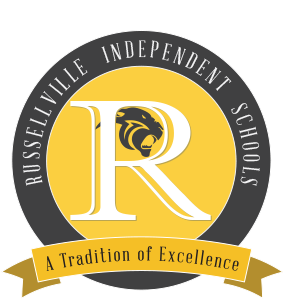 RUSSELLVILLE INDEPENDENT SCHOOLS
R
A Tradition of Excellence